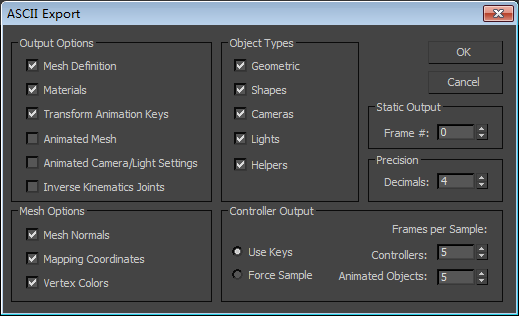 ASCII Export
Output Options
Mesh Definition
Materials
Transform Animation Keys
Animated Mesh
Animated Camera/Light Settings
Inverse Kinematics Joints
Object Types
Geometric
Shapes
Cameras
Lights
Helpers
OK
Cancel
Static Output
Frame #: 0
Precision
Decimals: 4
Mesh Options
Mesh Normals
Mapping Coordinates
Vertex Colors
Controller Output
Frames per Sample:
Use Keys
Controllers: 5
Force Sample
Animated Objects: 5